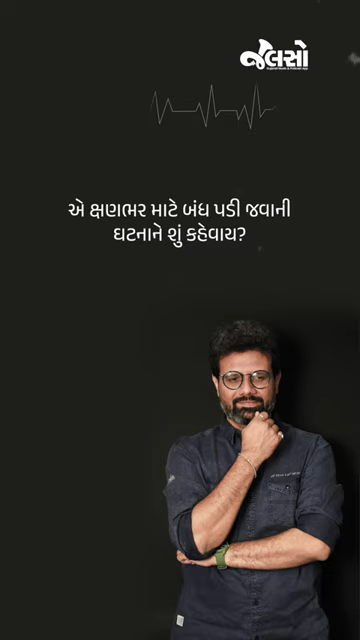 જલસો
એ ક્ષણભર માટે બંધ પડી જવાની
ઘટનાને શું કહેવાય?